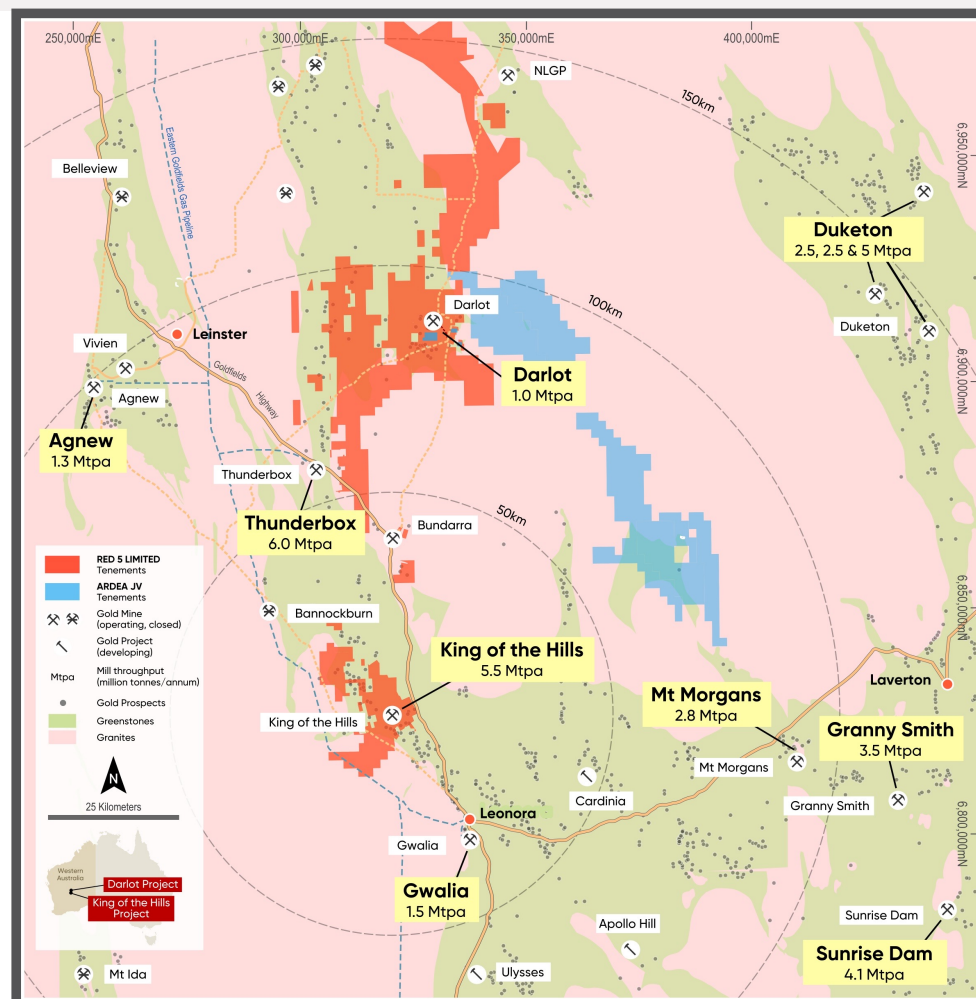 250,000mE
300,000mE
350,000mE
400,000mE
NLGP
150km
6,950,000mN
Belleview
Eastern Goldfields Gas Pipeline
Duketon
2.5, 2.5 & 5 Mtpa
Darlot
100km
Duketon
Leinster
Vivien
Goldfields
Highway
Darlot
1.0 Mtpa
6,900,000mN
Agnew
Agnew
1.3 Mtpa
Thunderbox
Thunderbox
6.0 Mtpa
50km
Bundarra
RED 5 LIMITED
Tenements
ARDEA JV
Tenements
Gold Mine
(operating, closed)
Gold Project
(developing)
Mtpa
Mill throughput
(million tonnes/annum)
Gold Prospects
Greenstones
Granites
N
25 Kilometers
Western
Australia
Darlot Project
King of the Hills
Project
Bannockburn
6,850,000mN
King of the Hills
5.5 Mtpa
King of the Hills
Laverton
Mt Morgans
2.8 Mtpa
Mt Morgans
Granny Smith
3.5 Mtpa
Granny Smith
Cardinia
Leonora
6,800,000mN
Gwalia
Gwalia
1.5 Mtpa
Apollo Hill
Sunrise Dam
Sunrise Dam
4.1 Mtpa
Mt Ida
Ulysses